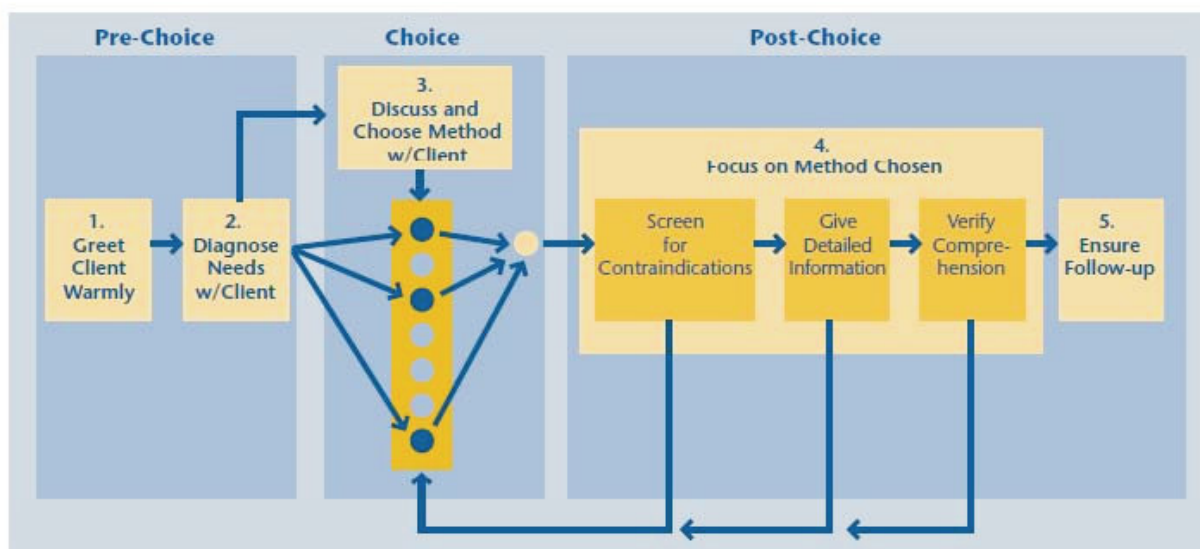 Pre-Choice
Choice
Post-Choice
1.
Greet
Client
Warmly
2.
Diagnose
Needs
w/Client
3.
Discuss and
Choose Method
w/Client
4.
Focus on Method Chosen
Screen
for
Contraindications
Give
Detailed
Information
Verify
Compre-
hension
5.
Ensure
Follow-up